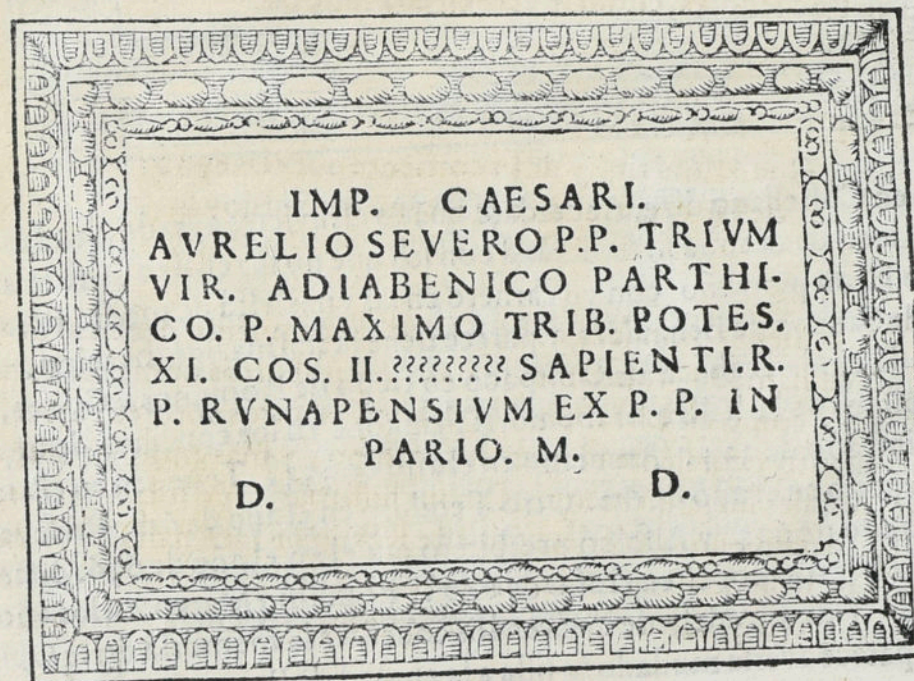 IMP. CAESARI.
AVRELIO SEVERO P.P. TRIVM
VIR. ADIABENICO PARTHI-
CO. P. MAXIMO TRIB. POTES.
XI. COS. II. ????????? SAPIENTI.R.
P. RVNAPENSIVM EX P. P. IN
PARIO. M.
D. D.